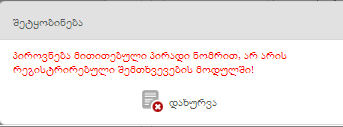 შეტყობინება
პიროვნება მითითებული პირადი ნომრით, არ არის
რეგისტრირებული შემთხვევების მოდულში!
დახურვა